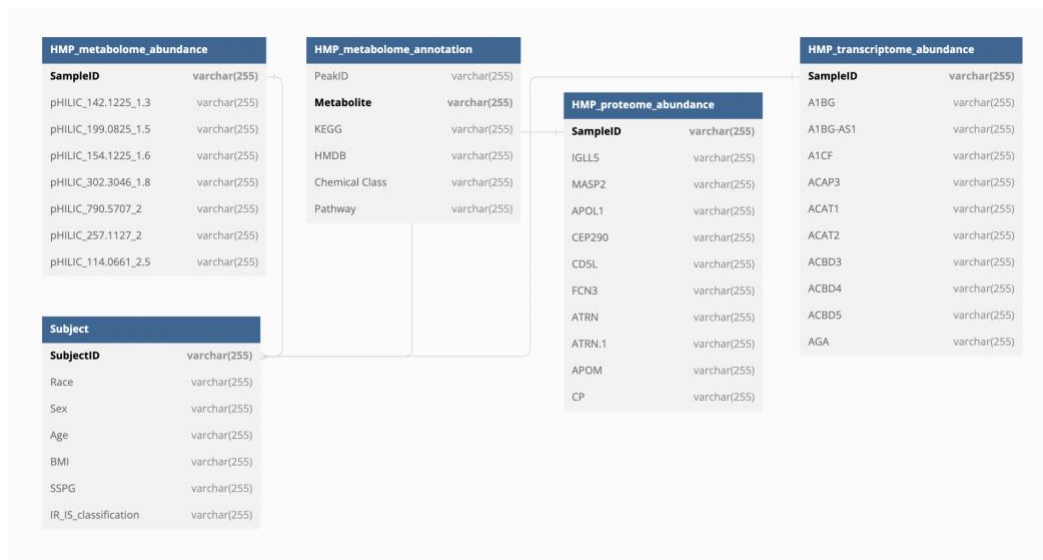 HMP_metabolome_abundance
SampleID varchar(255)
pHILIC_142.1225_1.3 varchar(255)
pHILIC_199.0825_1.5 varchar(255)
pHILIC_154.1225_1.6 varchar(255)
pHILIC_302.3046_1.8 varchar(255)
pHILIC_790.5707_2 varchar(255)
pHILIC_257.1127_2 varchar(255)
pHILIC_114.0661_2.5 varchar(255)
HMP_metabolome_annotation
PeakID varchar(255)
Metabolite varchar(255)
KEGG varchar(255)
HMDB varchar(255)
Chemical Class varchar(255)
Pathway varchar(255)
HMP_proteome_abundance
SampleID varchar(255)
IGLL5 varchar(255)
MASP2 varchar(255)
APOL1 varchar(255)
CEP290 varchar(255)
CD5L varchar(255)
FCN3 varchar(255)
ATRN varchar(255)
ATRN.1 varchar(255)
APOM varchar(255)
CP varchar(255)
HMP_transcriptome_abundance
SampleID varchar(255)
A1BG varchar(255)
A1BG-AS1 varchar(255)
A1CF varchar(255)
ACAP3 varchar(255)
ACAT1 varchar(255)
ACAT2 varchar(255)
ACBD3 varchar(255)
ACBD4 varchar(255)
ACBD5 varchar(255)
AGA varchar(255)
Subject
SubjectID varchar(255)
Race varchar(255)
Sex varchar(255)
Age varchar(255)
BMI varchar(255)
SSPG varchar(255)
IR_IS_classification varchar(255)